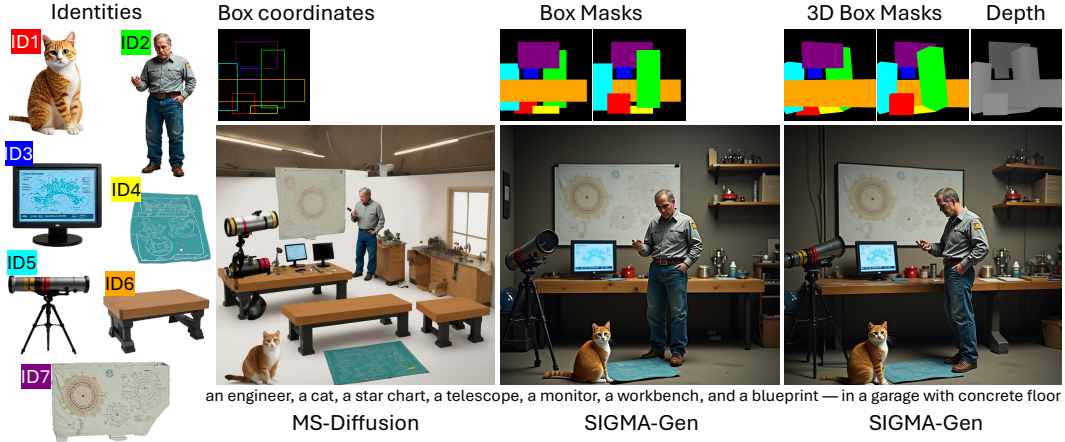 Identities
Box coordinates
Box Masks
3D Box Masks
Depth
ID1
ID2
ID3
ID4
ID5
ID6
ID7
an engineer, a cat, a star chart, a telescope, a monitor, a workbench, and a blueprint — in a garage with concrete floor
MS-Diffusion
SIGMA-Gen
SIGMA-Gen